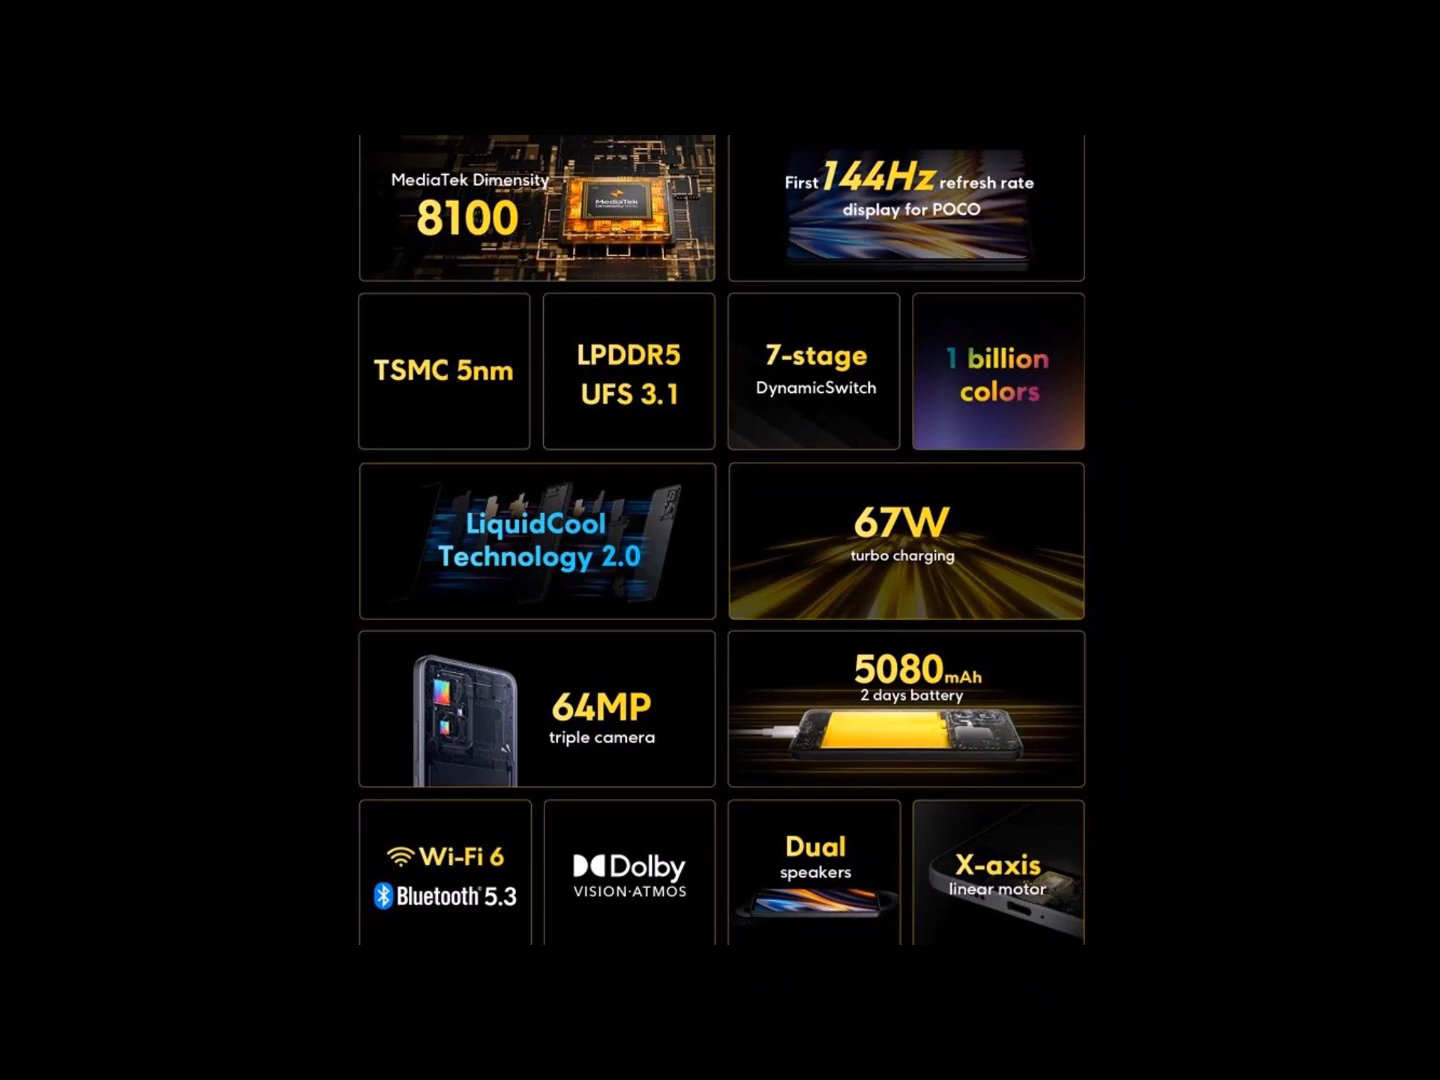 MediaTek Dimensity
8100
MediaTek
First 144Hz refresh rate
display for POCO
TSMC 5nm
LPDDR5
UFS 3.1
7-stage
DynamicSwitch
1 billion
colors
LiquidCool
Technology 2.0
67W
turbo charging
64MP
triple camera
5080mAh
2 days battery
Wi-Fi 6
Bluetooth® 5.3
Dolby
VISION·ATMOS
Dual
speakers
X-axis
linear motor